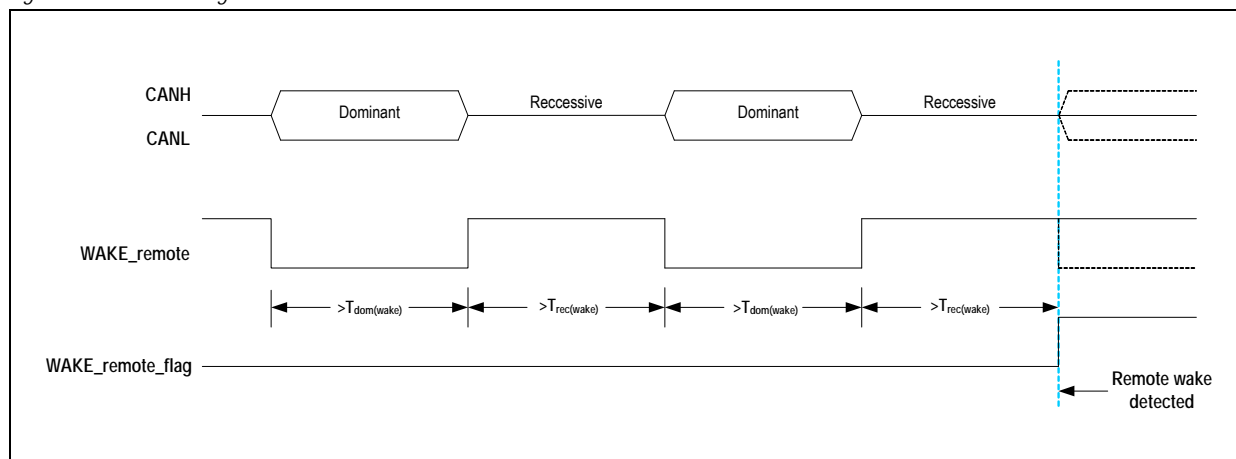 CANH
Dominant
Reccessive
Dominant
Reccessive
CANL
WAKE_remote
>Tdom(wake)
>Trec(wake)
>Tdom(wake)
>Trec(wake)
WAKE_remote_flag
Remote wake
detected